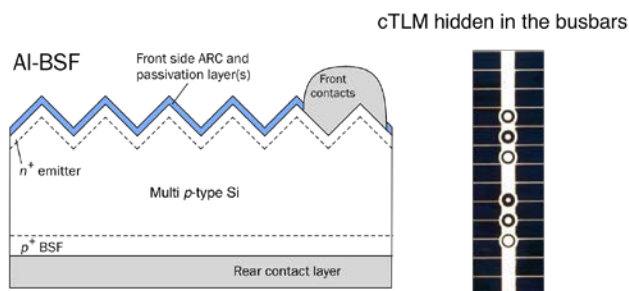 cTLM hidden in the busbars
Al-BSF
Front side ARC and
passivation layer(s)
Front
contacts
n+ emitter
Multi p-type Si
p+ BSF
Rear contact layer